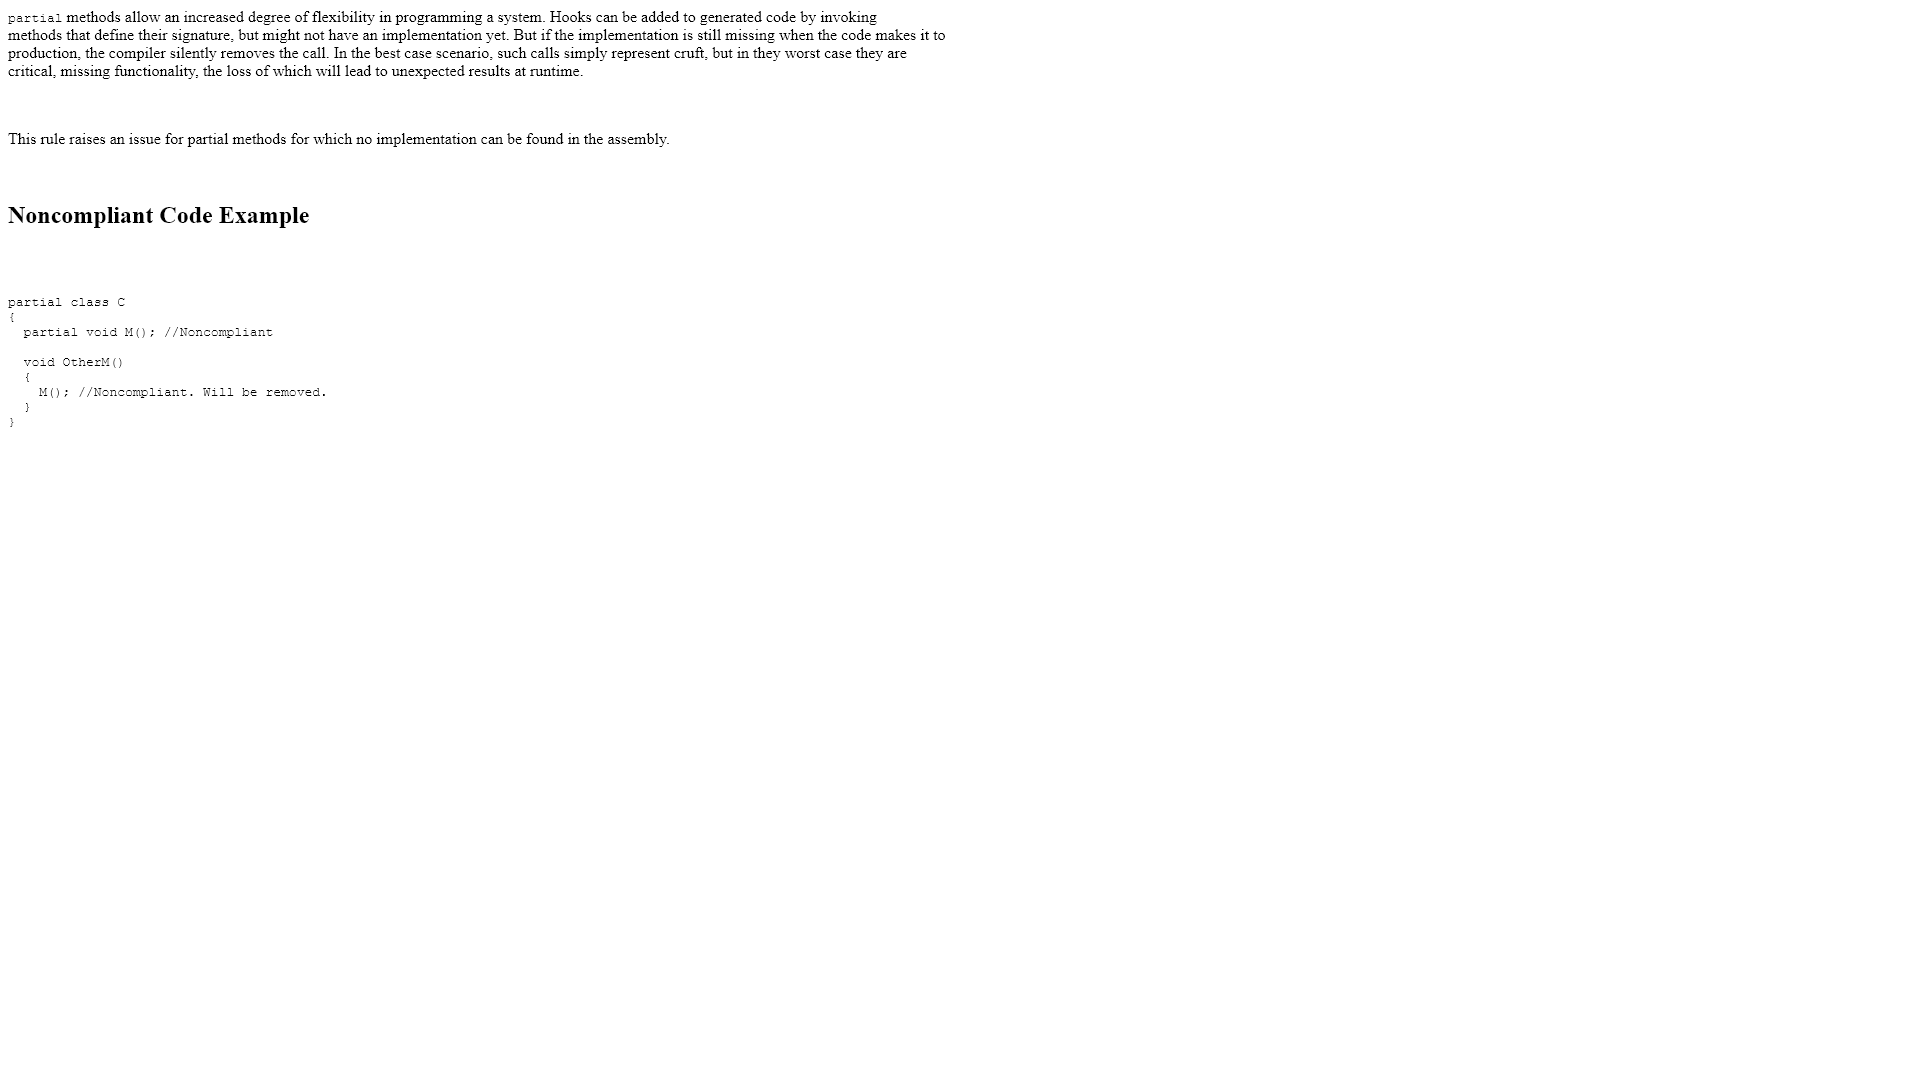 partial methods allow an increased degree of flexibility in programming a system. Hooks can be added to generated code by invoking
methods that define their signature, but might not have an implementation yet. But if the implementation is still missing when the code makes it to
production, the compiler silently removes the call. In the best case scenario, such calls simply represent cruft, but in they worst case they are
critical, missing functionality, the loss of which will lead to unexpected results at runtime.
This rule raises an issue for partial methods for which no implementation can be found in the assembly.
Noncompliant Code Example
partial class C
{
  partial void M(); //Noncompliant
  void OtherM()
  {
    M(); //Noncompliant. Will be removed.
  }
}